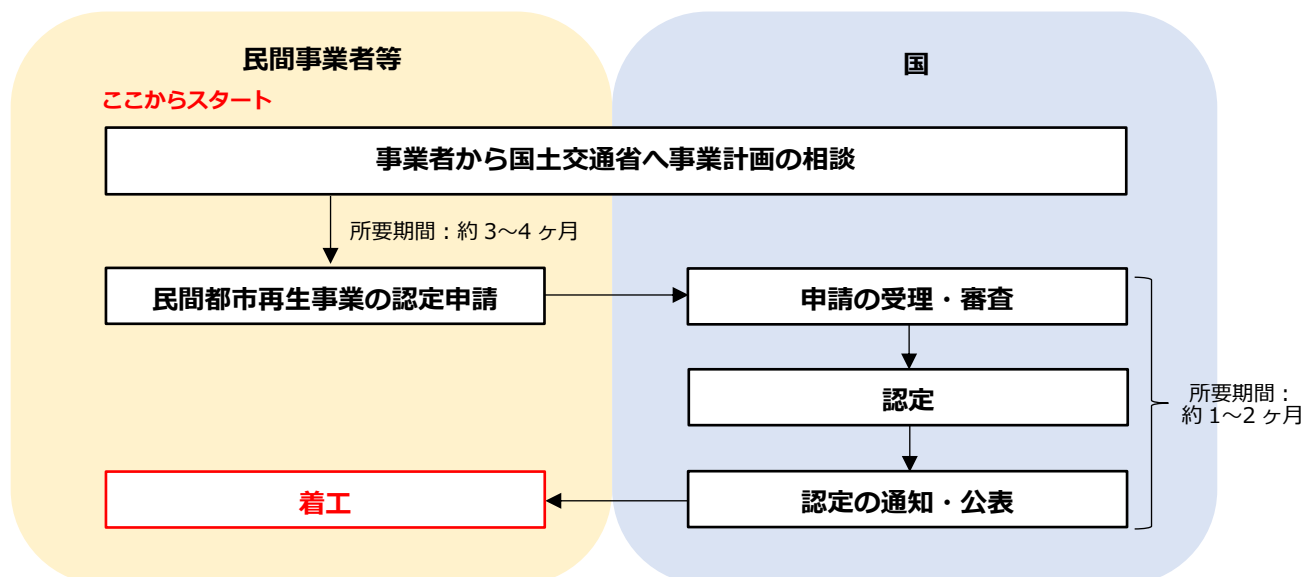 民間事業者等
国
ここからスタート
事業者から国土交通省へ事業計画の相談
所要期間：約 3～4 ヶ月
民間都市再生事業の認定申請
申請の受理・審査
認定
所要期間：
約 1～2 ヶ月
着工
認定の通知・公表